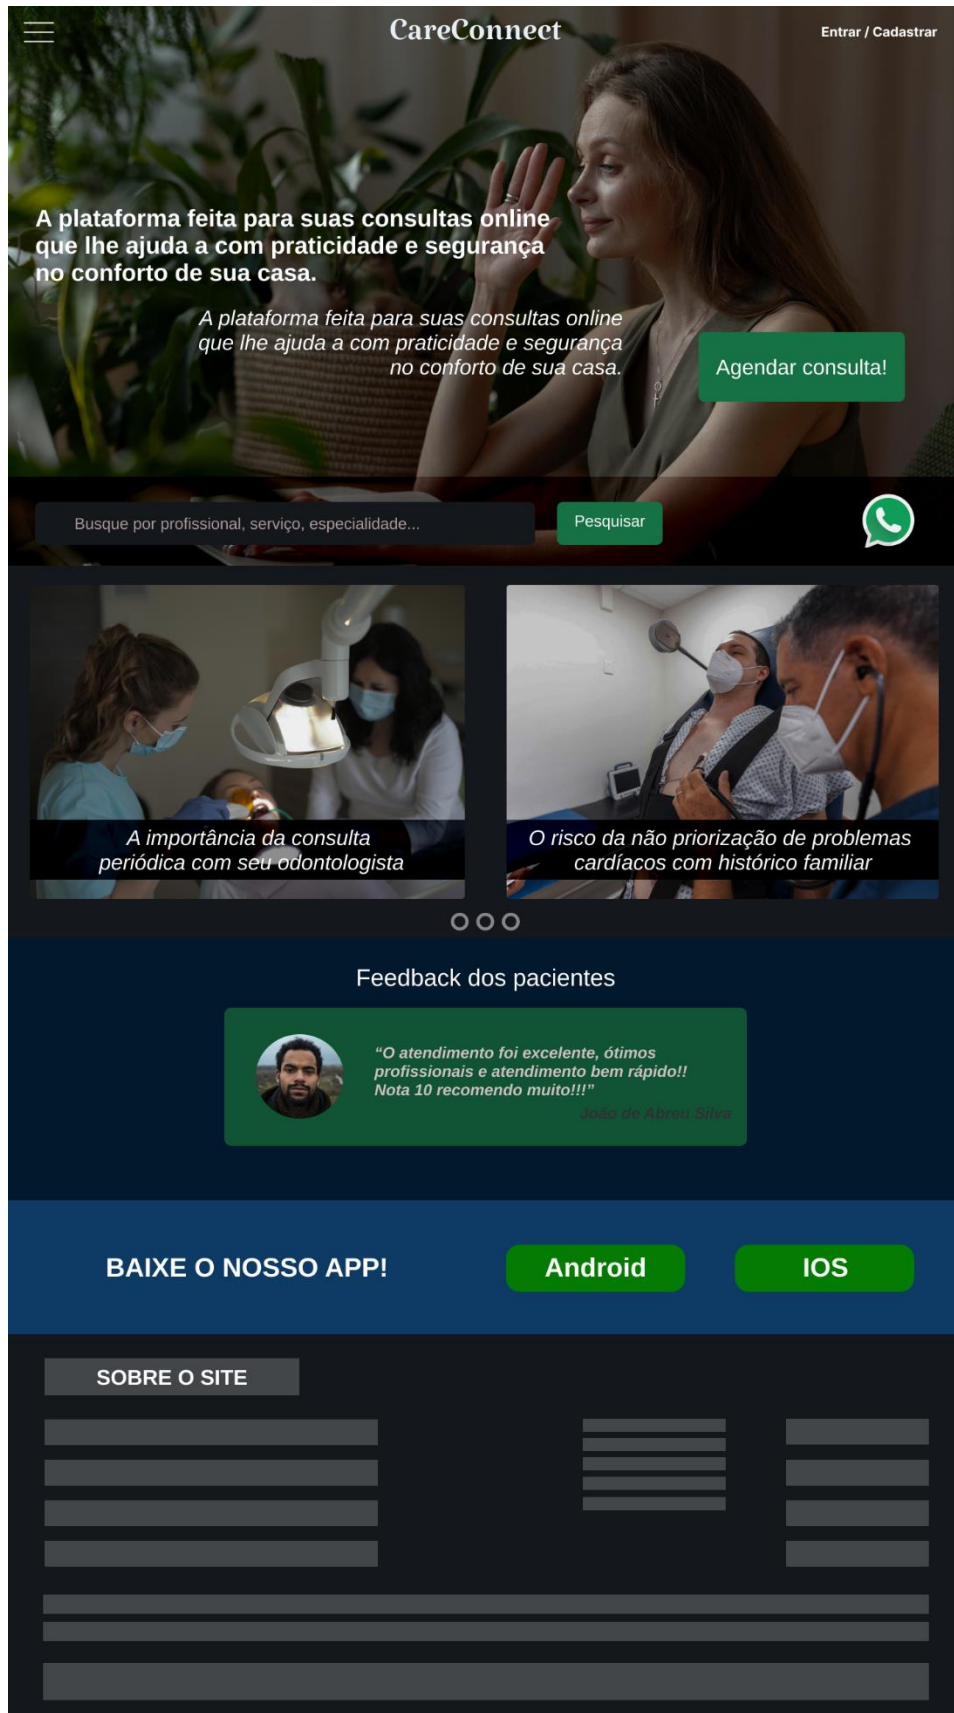 CareConnect
Entrar / Cadastrar
A plataforma feita para suas consultas online
que lhe ajuda a com praticidade e segurança
no conforto de sua casa.
A plataforma feita para suas consultas online
que lhe ajuda a com praticidade e segurança
no conforto de sua casa.
Agendar consulta!
Busque por profissional, serviço, especialidade...
Pesquisar
A importância da consulta
periódica com seu odontologista
O risco da não priorização de problemas
cardíacos com histórico familiar
Feedback dos pacientes
“O atendimento foi excelente, ótimos
profissionais e atendimento bem rápido!!
Nota 10 recomendo muito!!!”
João de Abreu Silva
BAIXE O NOSSO APP!
Android
IOS
SOBRE O SITE